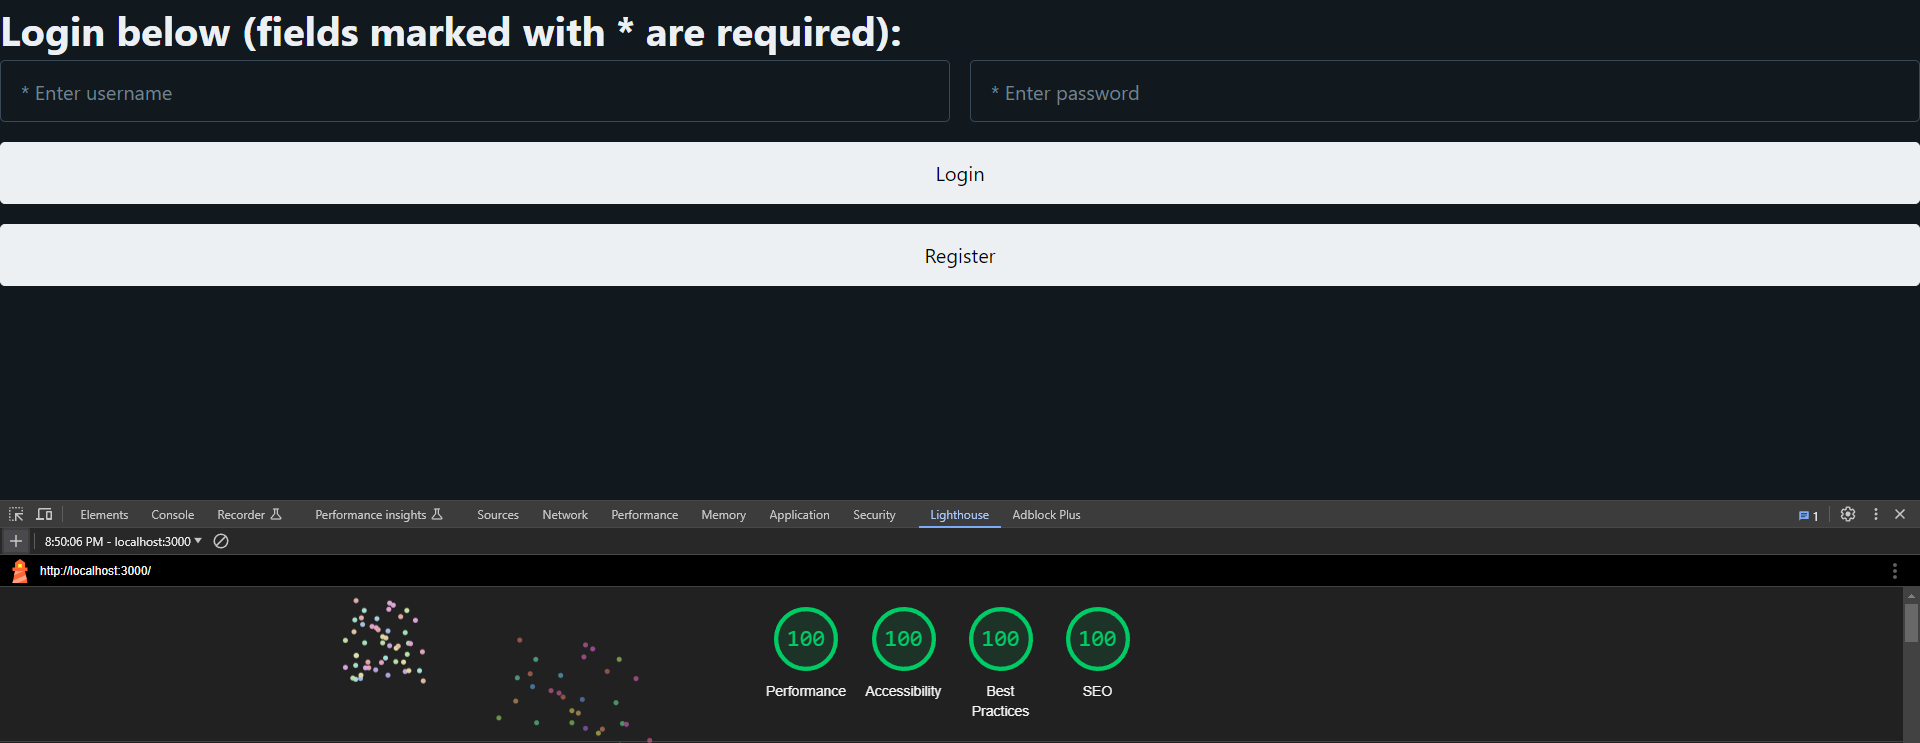 Login below (fields marked with * are required):
* Enter username
* Enter password
Login
Register
Elements Console Recorder Performance insights Sources Network Performance Memory Application Security Lighthouse Adblock Plus 1
8:50:06 PM - localhost:3000
http://localhost:3000/
100 100 100 100
Performance Accessibility Best Practices SEO